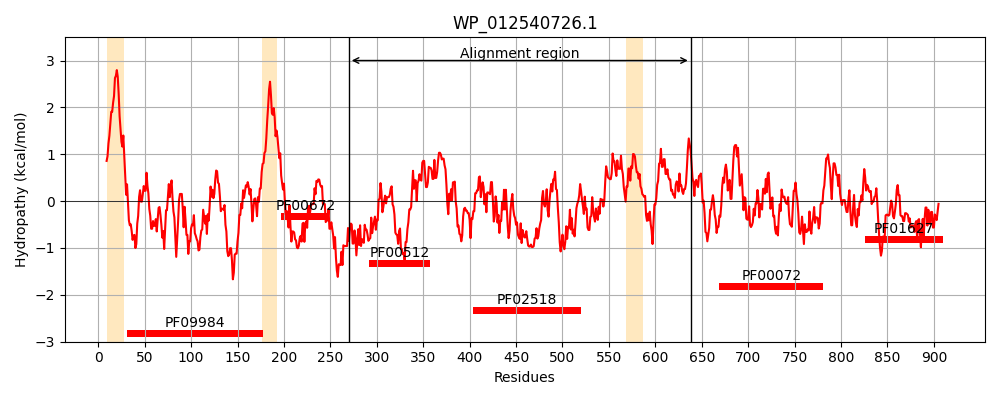 WP_012540726.1
Alignment region
Hydropathy (kcal/mol)
3
2
1
0
−1
−2
−3
PF00672
PF00512
PF01627
PF00072
PF02518
PF09984
0 50 100 150 200 250 300 350 400 450 500 550 600 650 700 750 800 850 900
Residues